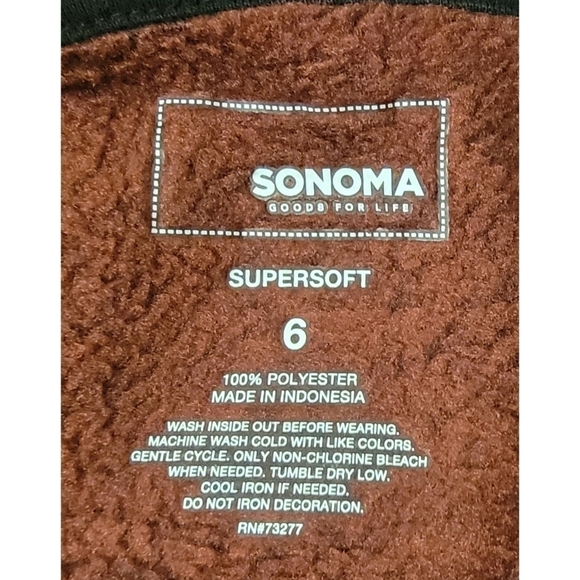 SONOMA
GOODS FOR LIFE
SUPERSOFT
6
100% POLYESTER
MADE IN INDONESIA
WASH INSIDE OUT BEFORE WEARING.
MACHINE WASH COLD WITH LIKE COLORS.
GENTLE CYCLE. ONLY NON-CHLORINE BLEACH
WHEN NEEDED. TUMBLE DRY LOW.
COOL IRON IF NEEDED.
DO NOT IRON DECORATION.
RN#73277